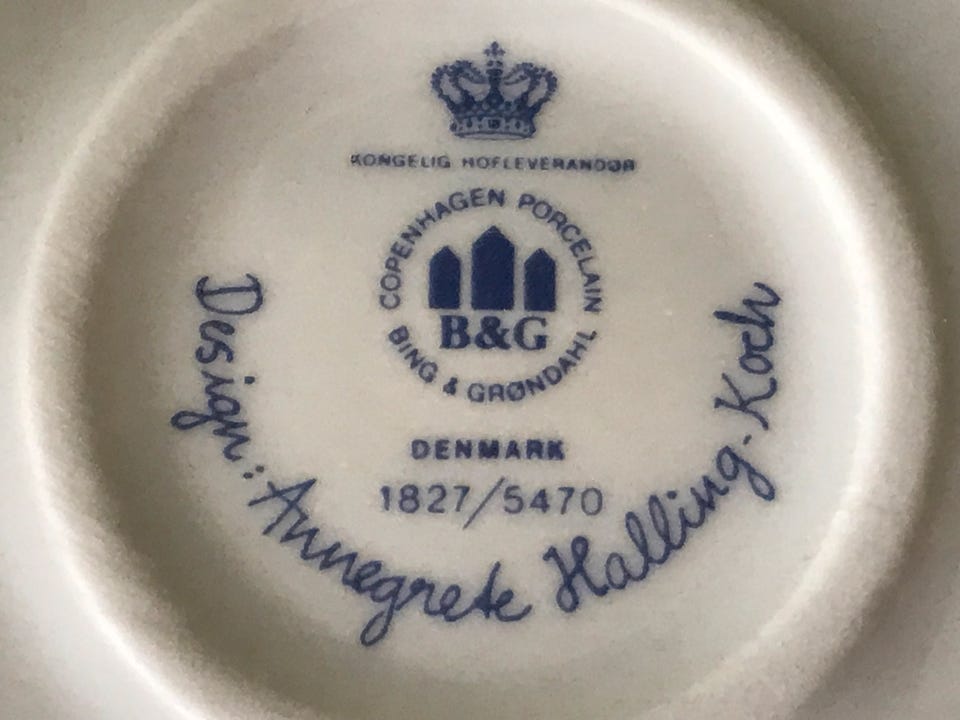 KONGELIG HOFLEVERANDØR
COPENHAGEN PORCELAIN
B&G
BING & GRØNDAHL
DENMARK
1827/5470
Design: Annegrete Halling-Koch